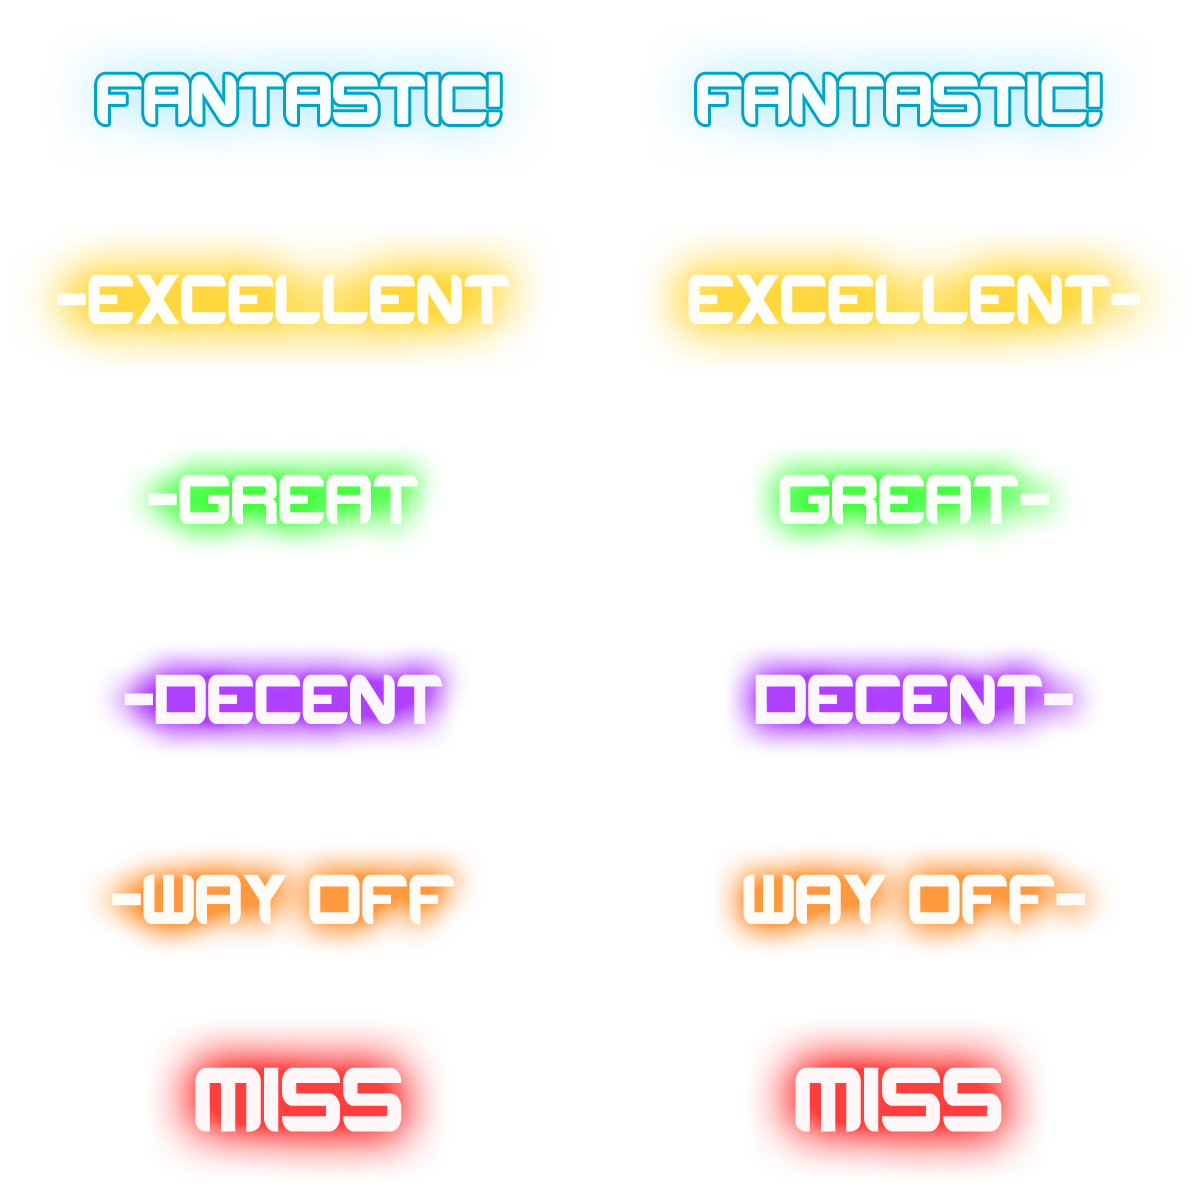 FANTASTIC! FANTASTIC!
-EXCELLENT EXCELLENT-
-GREAT GREAT-
-DECENT DECENT-
-WAY OFF WAY OFF-
MISS MISS